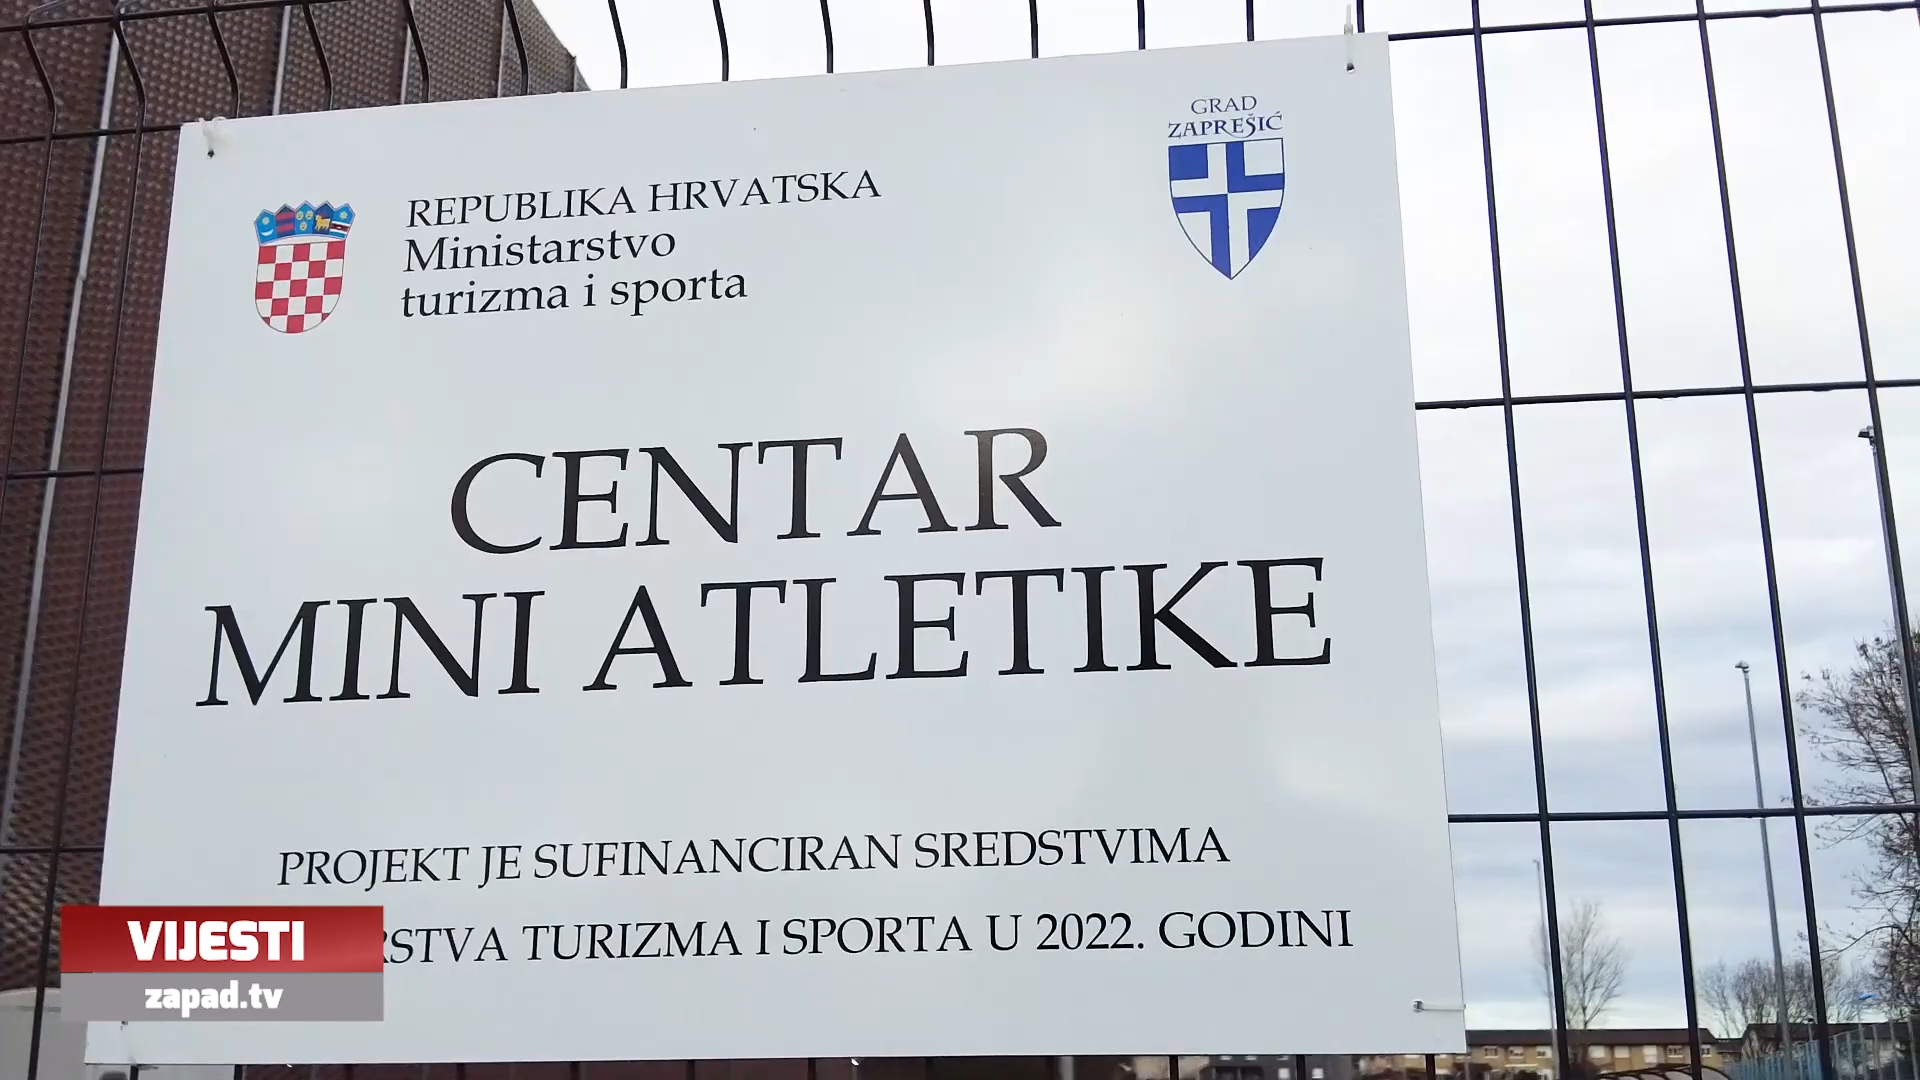 GRAD
ZAPREŠIĆ
REPUBLIKA HRVATSKA
Ministarstvo
turizma i sporta
CENTAR
MINI ATLETIKE
PROJEKT JE SUFINANCIRAN SREDSTVIMA
TURIZMA I SPORTA U 2022. GODINI
VIJESTI
zapad.tv